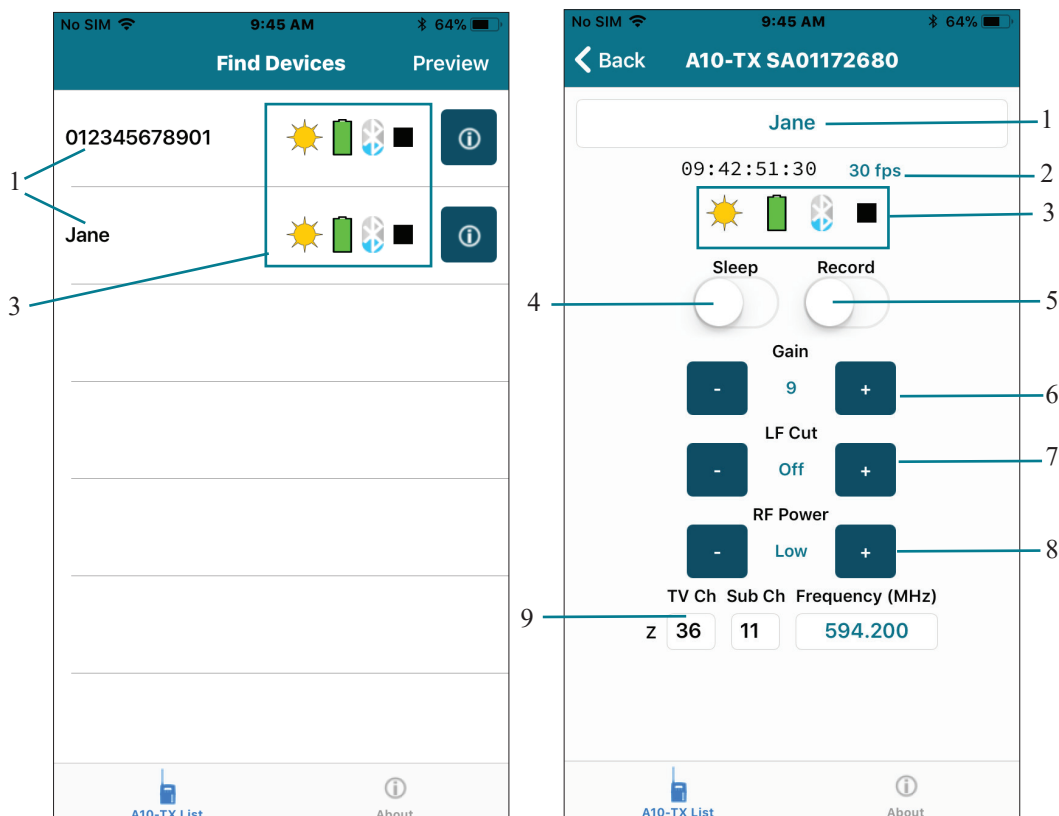 No SIM 9:45 AM 64%
Find Devices Preview
012345678901
1
Jane
3
A10-TX List About
No SIM 9:45 AM 64%
Back A10-TX SA01172680
Jane 1
09:42:51:30 30 fps 2
3
Sleep Record
4 5
Gain
- 9 + 6
LF Cut
- Off + 7
RF Power
- Low + 8
TV Ch Sub Ch Frequency (MHz)
9
z 36 11 594.200
A10-TX List About